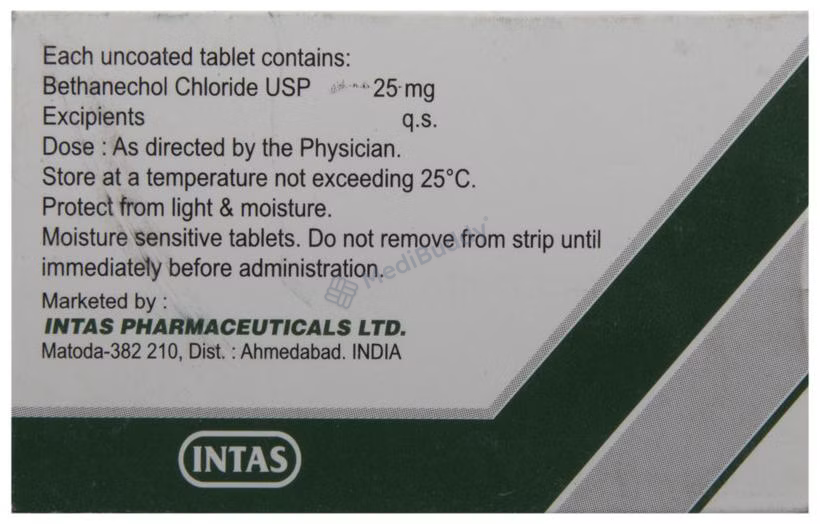 Each uncoated tablet contains:
Bethanechol Chloride USP 25 mg
Excipients q.s.
Dose : As directed by the Physician.
Store at a temperature not exceeding 25°C.
Protect from light & moisture.
Moisture sensitive tablets. Do not remove from strip until
immediately before administration.
MediBuddy
Marketed by :
INTAS PHARMACEUTICALS LTD.
Matoda-382 210, Dist. : Ahmedabad. INDIA
INTAS